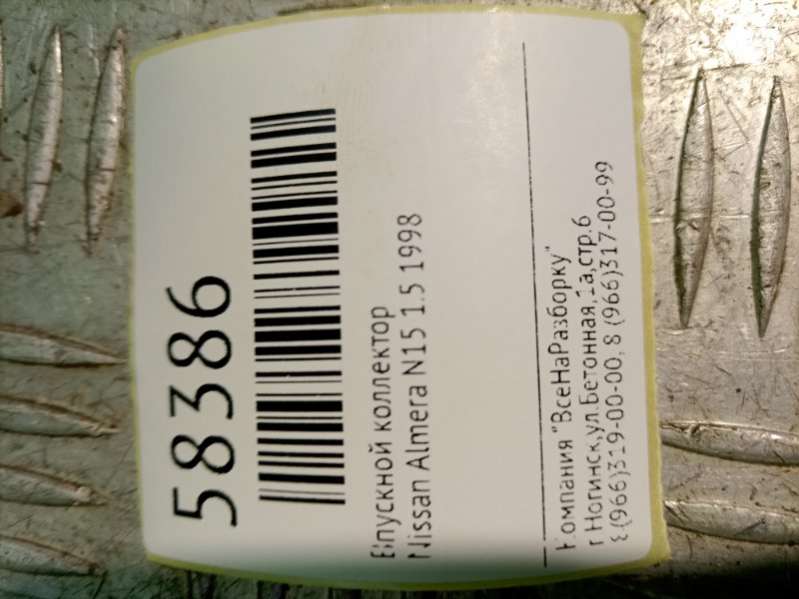 58386
Впускной коллектор
Nissan Almera N15 1.5 1998
Компания "ВсеНаРазборку"
г.Ногинск,ул.Бетонная,1а,стр.6
8 (966)319-00-00, 8 (966)317-00-99